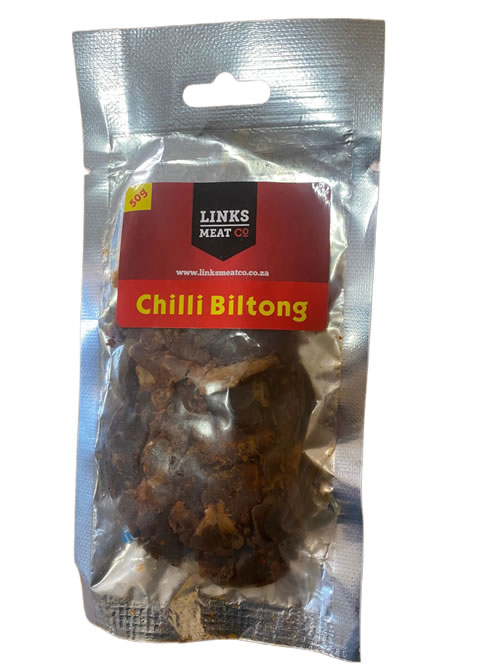 50g
LINKS
MEAT CO
www.linksmeatco.co.za
Chilli Biltong